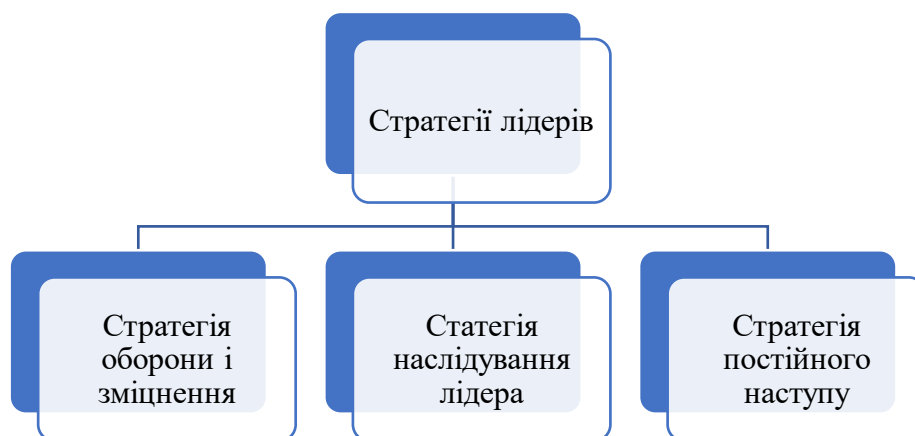 Стратегії лідерів
Стратегія
оборони і
зміцнення
Статегія
наслідування
лідера
Стратегія
постійного
наступу